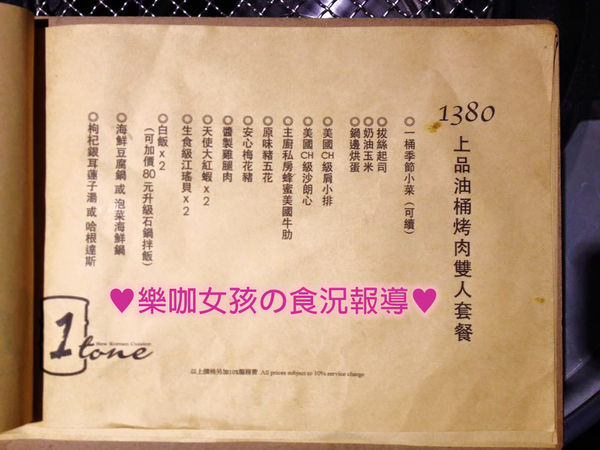 1380
上品油桶烤肉雙人套餐
◎一桶季節小菜（可續）
◎拔絲起司
◎奶油玉米
◎鍋邊烘蛋
◎美國CH級肩小排
◎美國CH級沙朗心
◎主廚私房蜂蜜美國牛肋
◎原味豬五花
◎安心梅花豬
◎醬製雞腿肉
◎天使大紅蝦x2
◎生食級江瑤貝x2
◎白飯x2
（可加價80元升級石鍋拌飯）
◎海鮮豆腐鍋 或 泡菜海鮮鍋
◎枸杞銀耳蓮子湯 或 哈根達斯
♥樂咖女孩の食況報導♥
1tone
New Korean Cuisine
以上價格另加10%服務費 All prices subject to 10% service charge